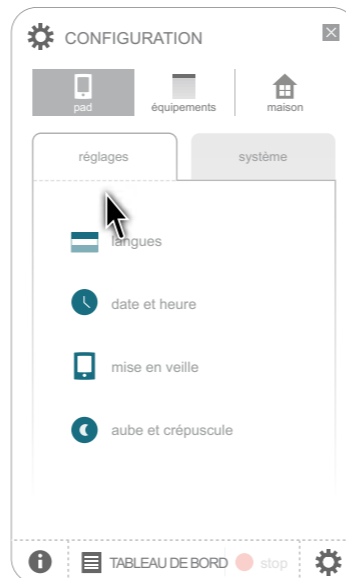 CONFIGURATION
pad équipements maison
réglages système
langues
date et heure
mise en veille
aube et crépuscule
TABLEAU DE BORD stop